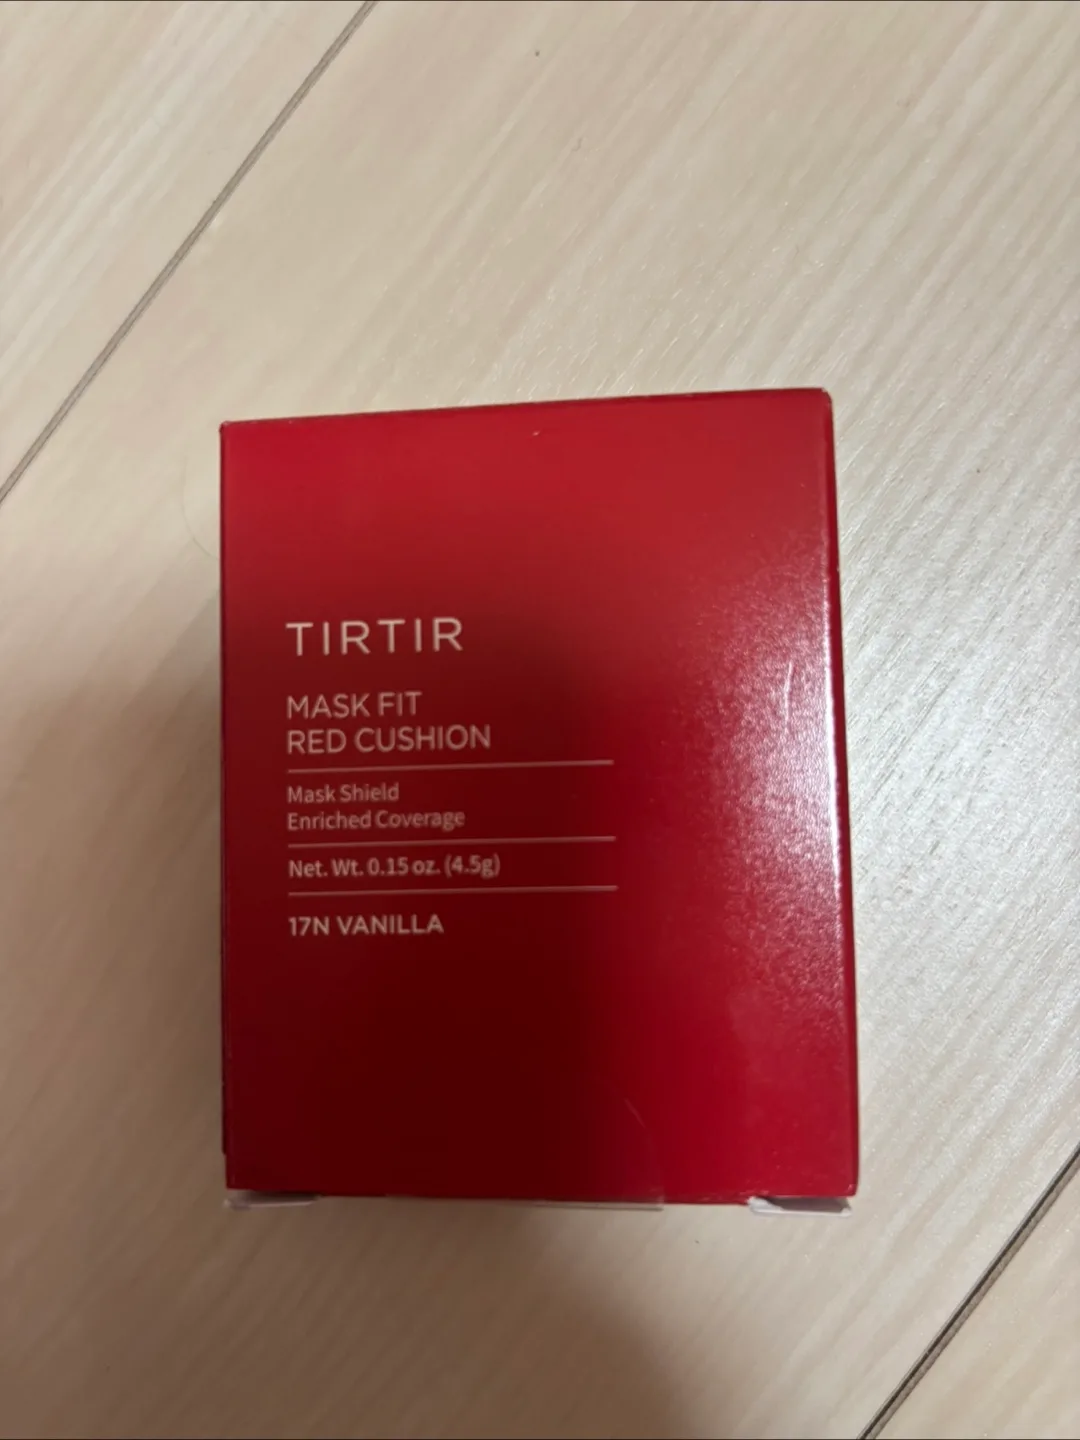 TIRTIR
MASK FIT
RED CUSHION
Mask Shield
Enriched Coverage
Net. Wt. 0.15 oz. (4.5g)
17N VANILLA